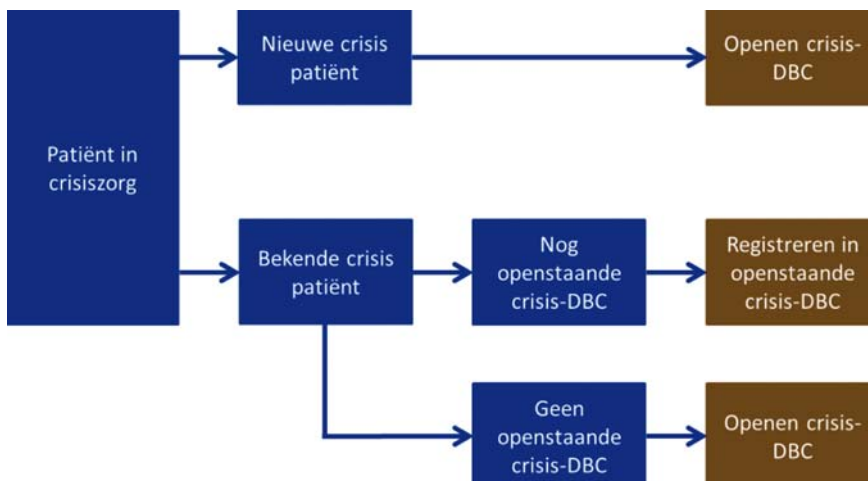 Nieuwe crisis
patiënt
Openen crisis-
DBC
Patiënt in
crisiszorg
Bekende crisis
patiënt
Nog
openstaande
crisis-DBC
Registreren in
openstaande
crisis-DBC
Geen
openstaande
crisis-DBC
Openen crisis-
DBC